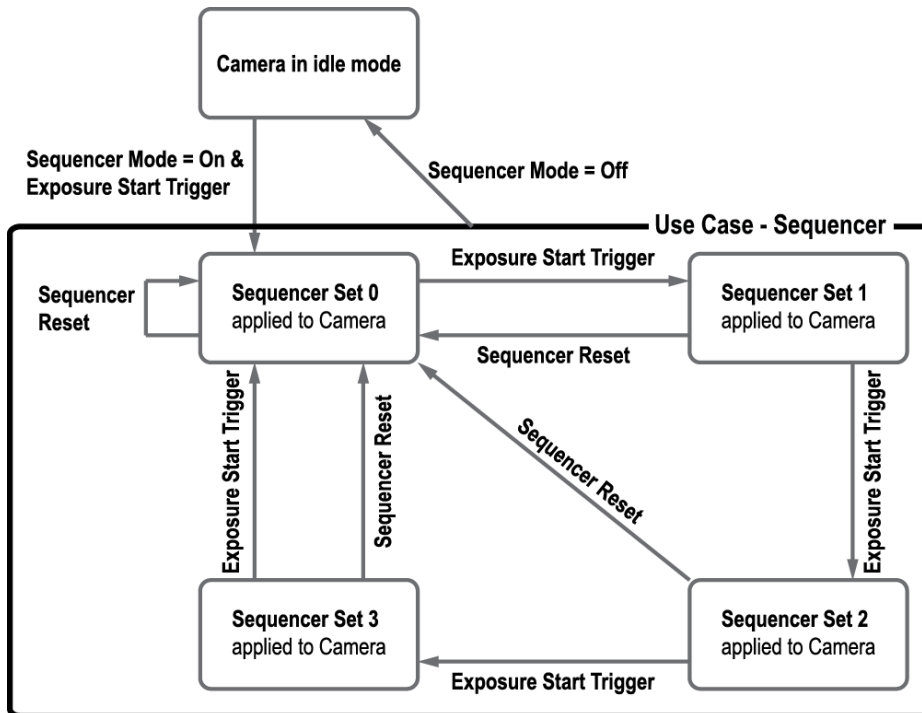 Camera in idle mode
Sequencer Mode = On &
Exposure Start Trigger
Sequencer Mode = Off
Use Case - Sequencer
Sequencer
Reset
Sequencer Set 0
applied to Camera
Exposure Start Trigger
Sequencer Reset
Sequencer Set 1
applied to Camera
Exposure Start Trigger
Sequencer Reset
Sequencer Reset
Exposure Start Trigger
Sequencer Set 3
applied to Camera
Exposure Start Trigger
Sequencer Set 2
applied to Camera